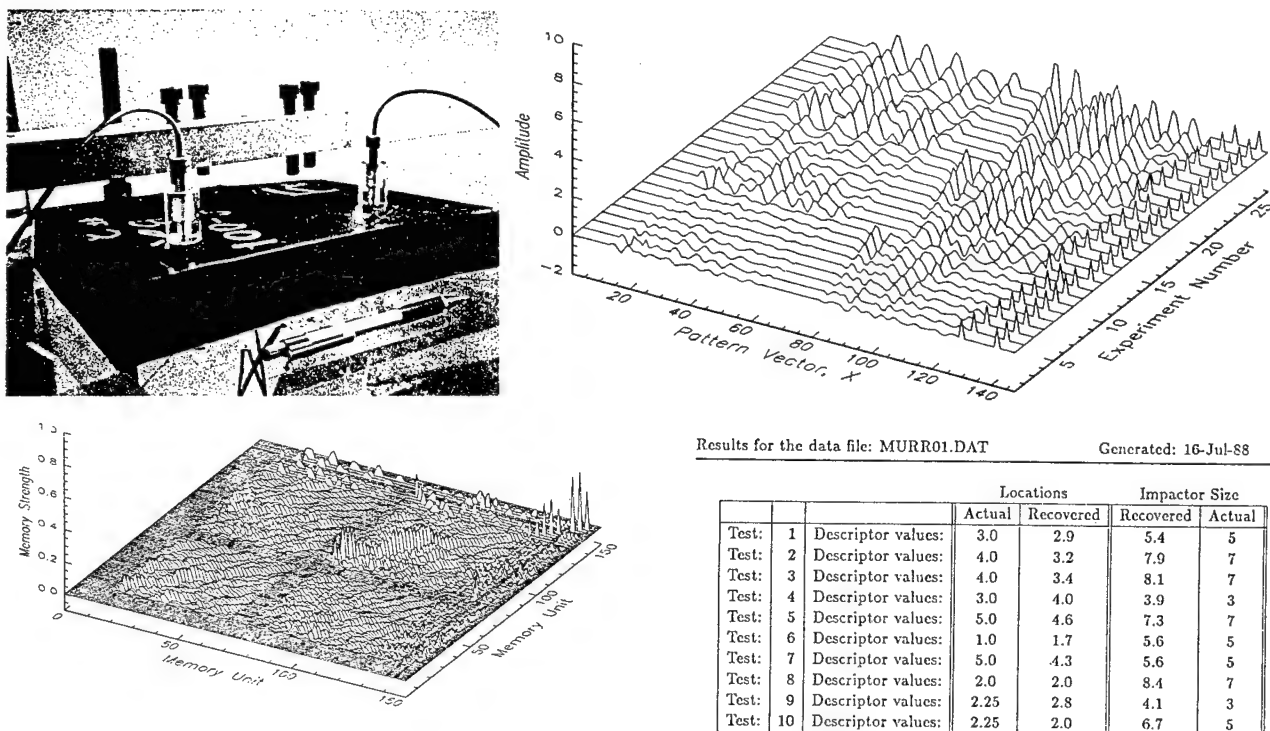 10
8
6
4
2
0
−2
Amplitude
20
40
60
80
100
120
140
Pattern Vector, X
5
10
15
20
25
Experiment Number
0.8
0.6
0.4
0.2
0.0
Memory Strength
0
50
100
150
Memory Unit
50
100
150
Memory Unit
Results for the data file: MURR01.DAT Generated: 16-Jul-88
Locations Impactor Size
Actual Recovered Recovered Actual
Test: 1 Descriptor values: 3.0 2.9 5.4 5
Test: 2 Descriptor values: 4.0 3.2 7.9 7
Test: 3 Descriptor values: 4.0 3.4 8.1 7
Test: 4 Descriptor values: 3.0 4.0 3.9 3
Test: 5 Descriptor values: 5.0 4.6 7.3 7
Test: 6 Descriptor values: 1.0 1.7 5.6 5
Test: 7 Descriptor values: 5.0 4.3 5.6 5
Test: 8 Descriptor values: 2.0 2.0 8.4 7
Test: 9 Descriptor values: 2.25 2.8 4.1 3
Test: 10 Descriptor values: 2.25 2.0 6.7 5